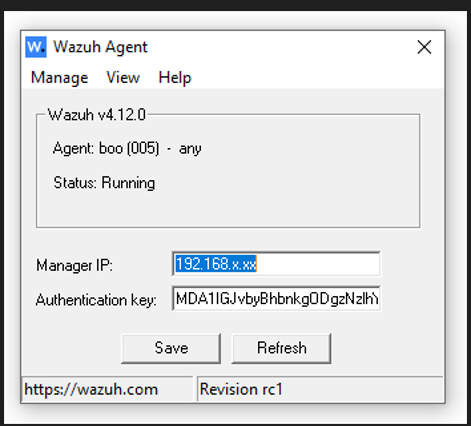 W. Wazuh Agent
Manage View Help
Wazuh v4.12.0
Agent: boo (005) - any
Status: Running
Manager IP: 192.168.x.xx
Authentication key:
Save Refresh
https://wazuh.com Revision rc1